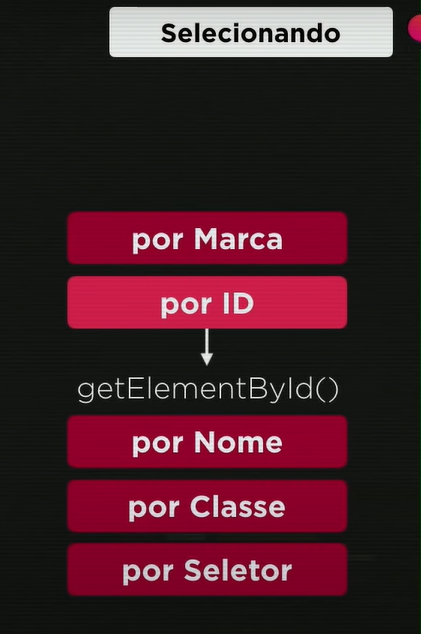 Selecionando
por Marca
por ID
getElementById()
por Nome
por Classe
por Seletor